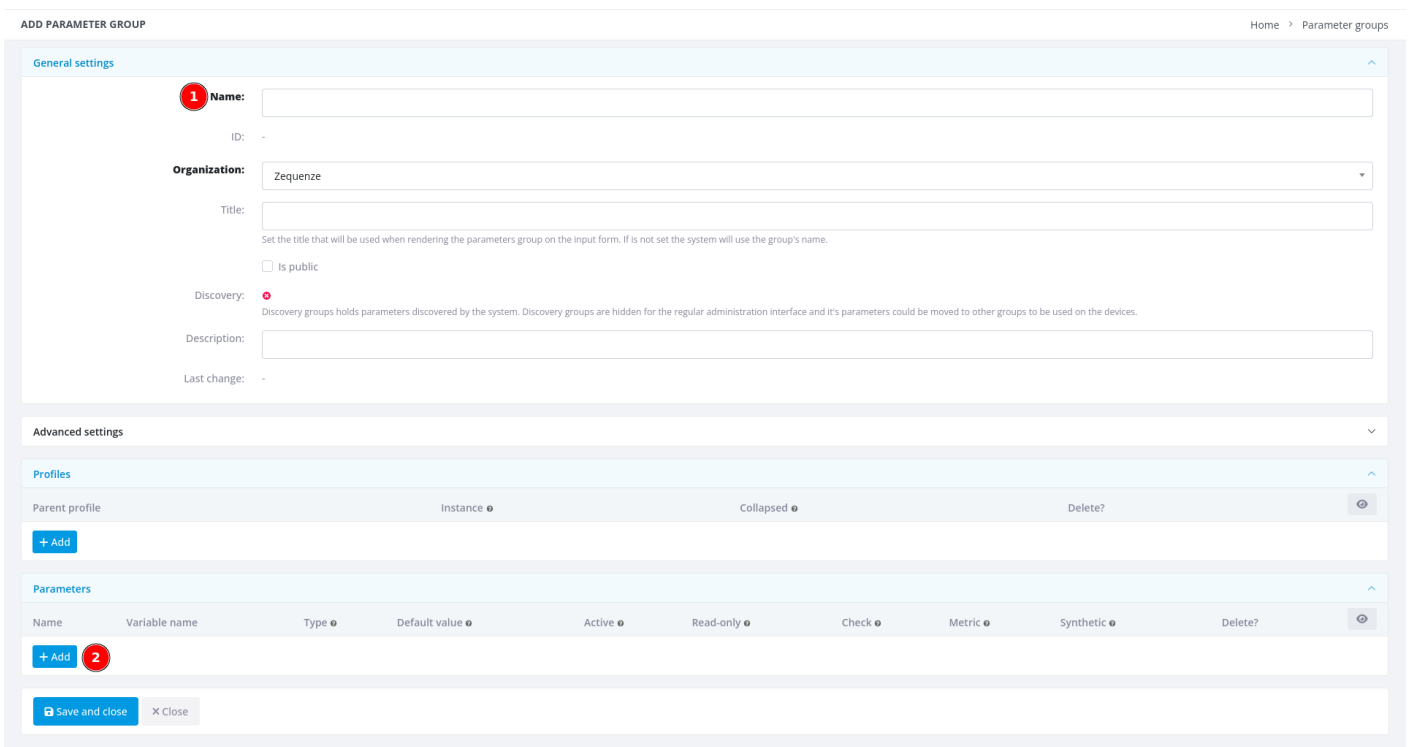 ADD PARAMETER GROUP
Home > Parameter groups
General settings
1 Name:
ID: -
Organization: Zequenze
Title:
Set the title that will be used when rendering the parameters group on the input form. If is not set the system will use the group's name.
Is public
Discovery:
Discovery groups holds parameters discovered by the system. Discovery groups are hidden for the regular administration interface and it's parameters could be moved to other groups to be used on the devices.
Description:
Last change: -
Advanced settings
Profiles
Parent profile Instance Collapsed Delete?
+ Add
Parameters
Name Variable name Type Default value Active Read-only Check Metric Synthetic Delete?
+ Add 2
Save and close × Close